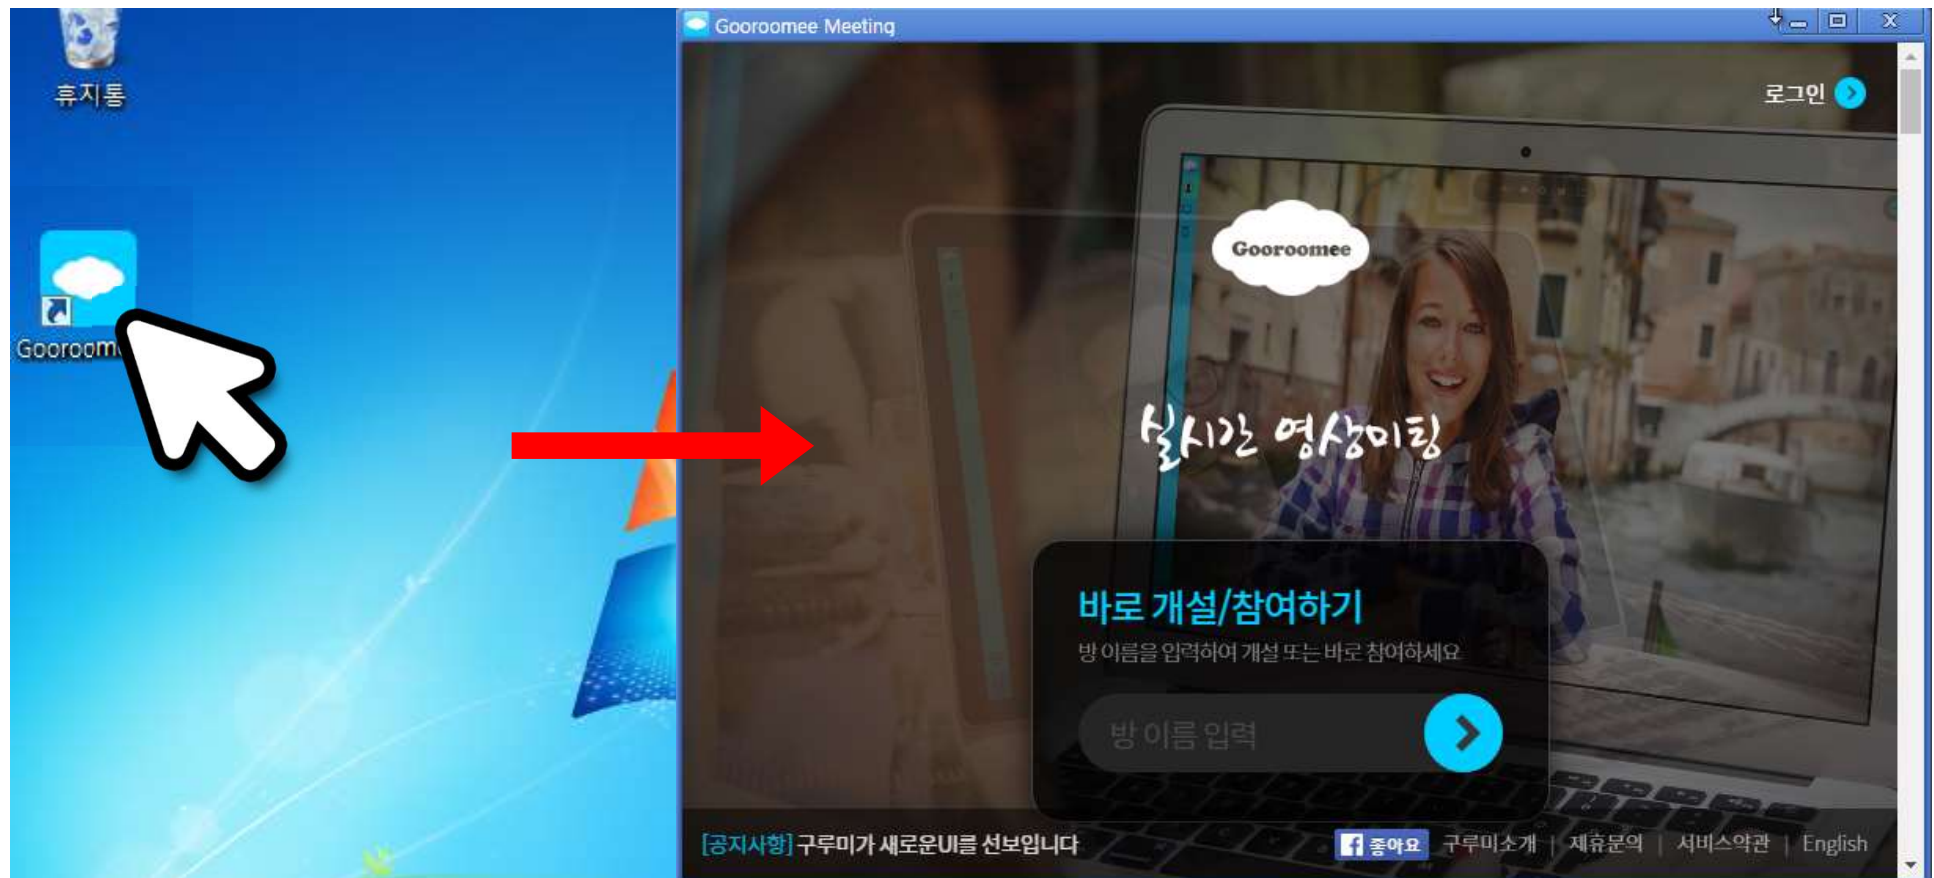 휴지통
Gooroom
Gooroomee Meeting
로그인
Gooroomee
실시간 영상미팅
바로 개설/참여하기
방 이름을 입력하여 개설 또는 바로 참여하세요
방 이름 입력
[공지사항] 구루미가 새로운UI를 선보입니다
좋아요 구루미소개 | 제휴문의 | 서비스약관 | English